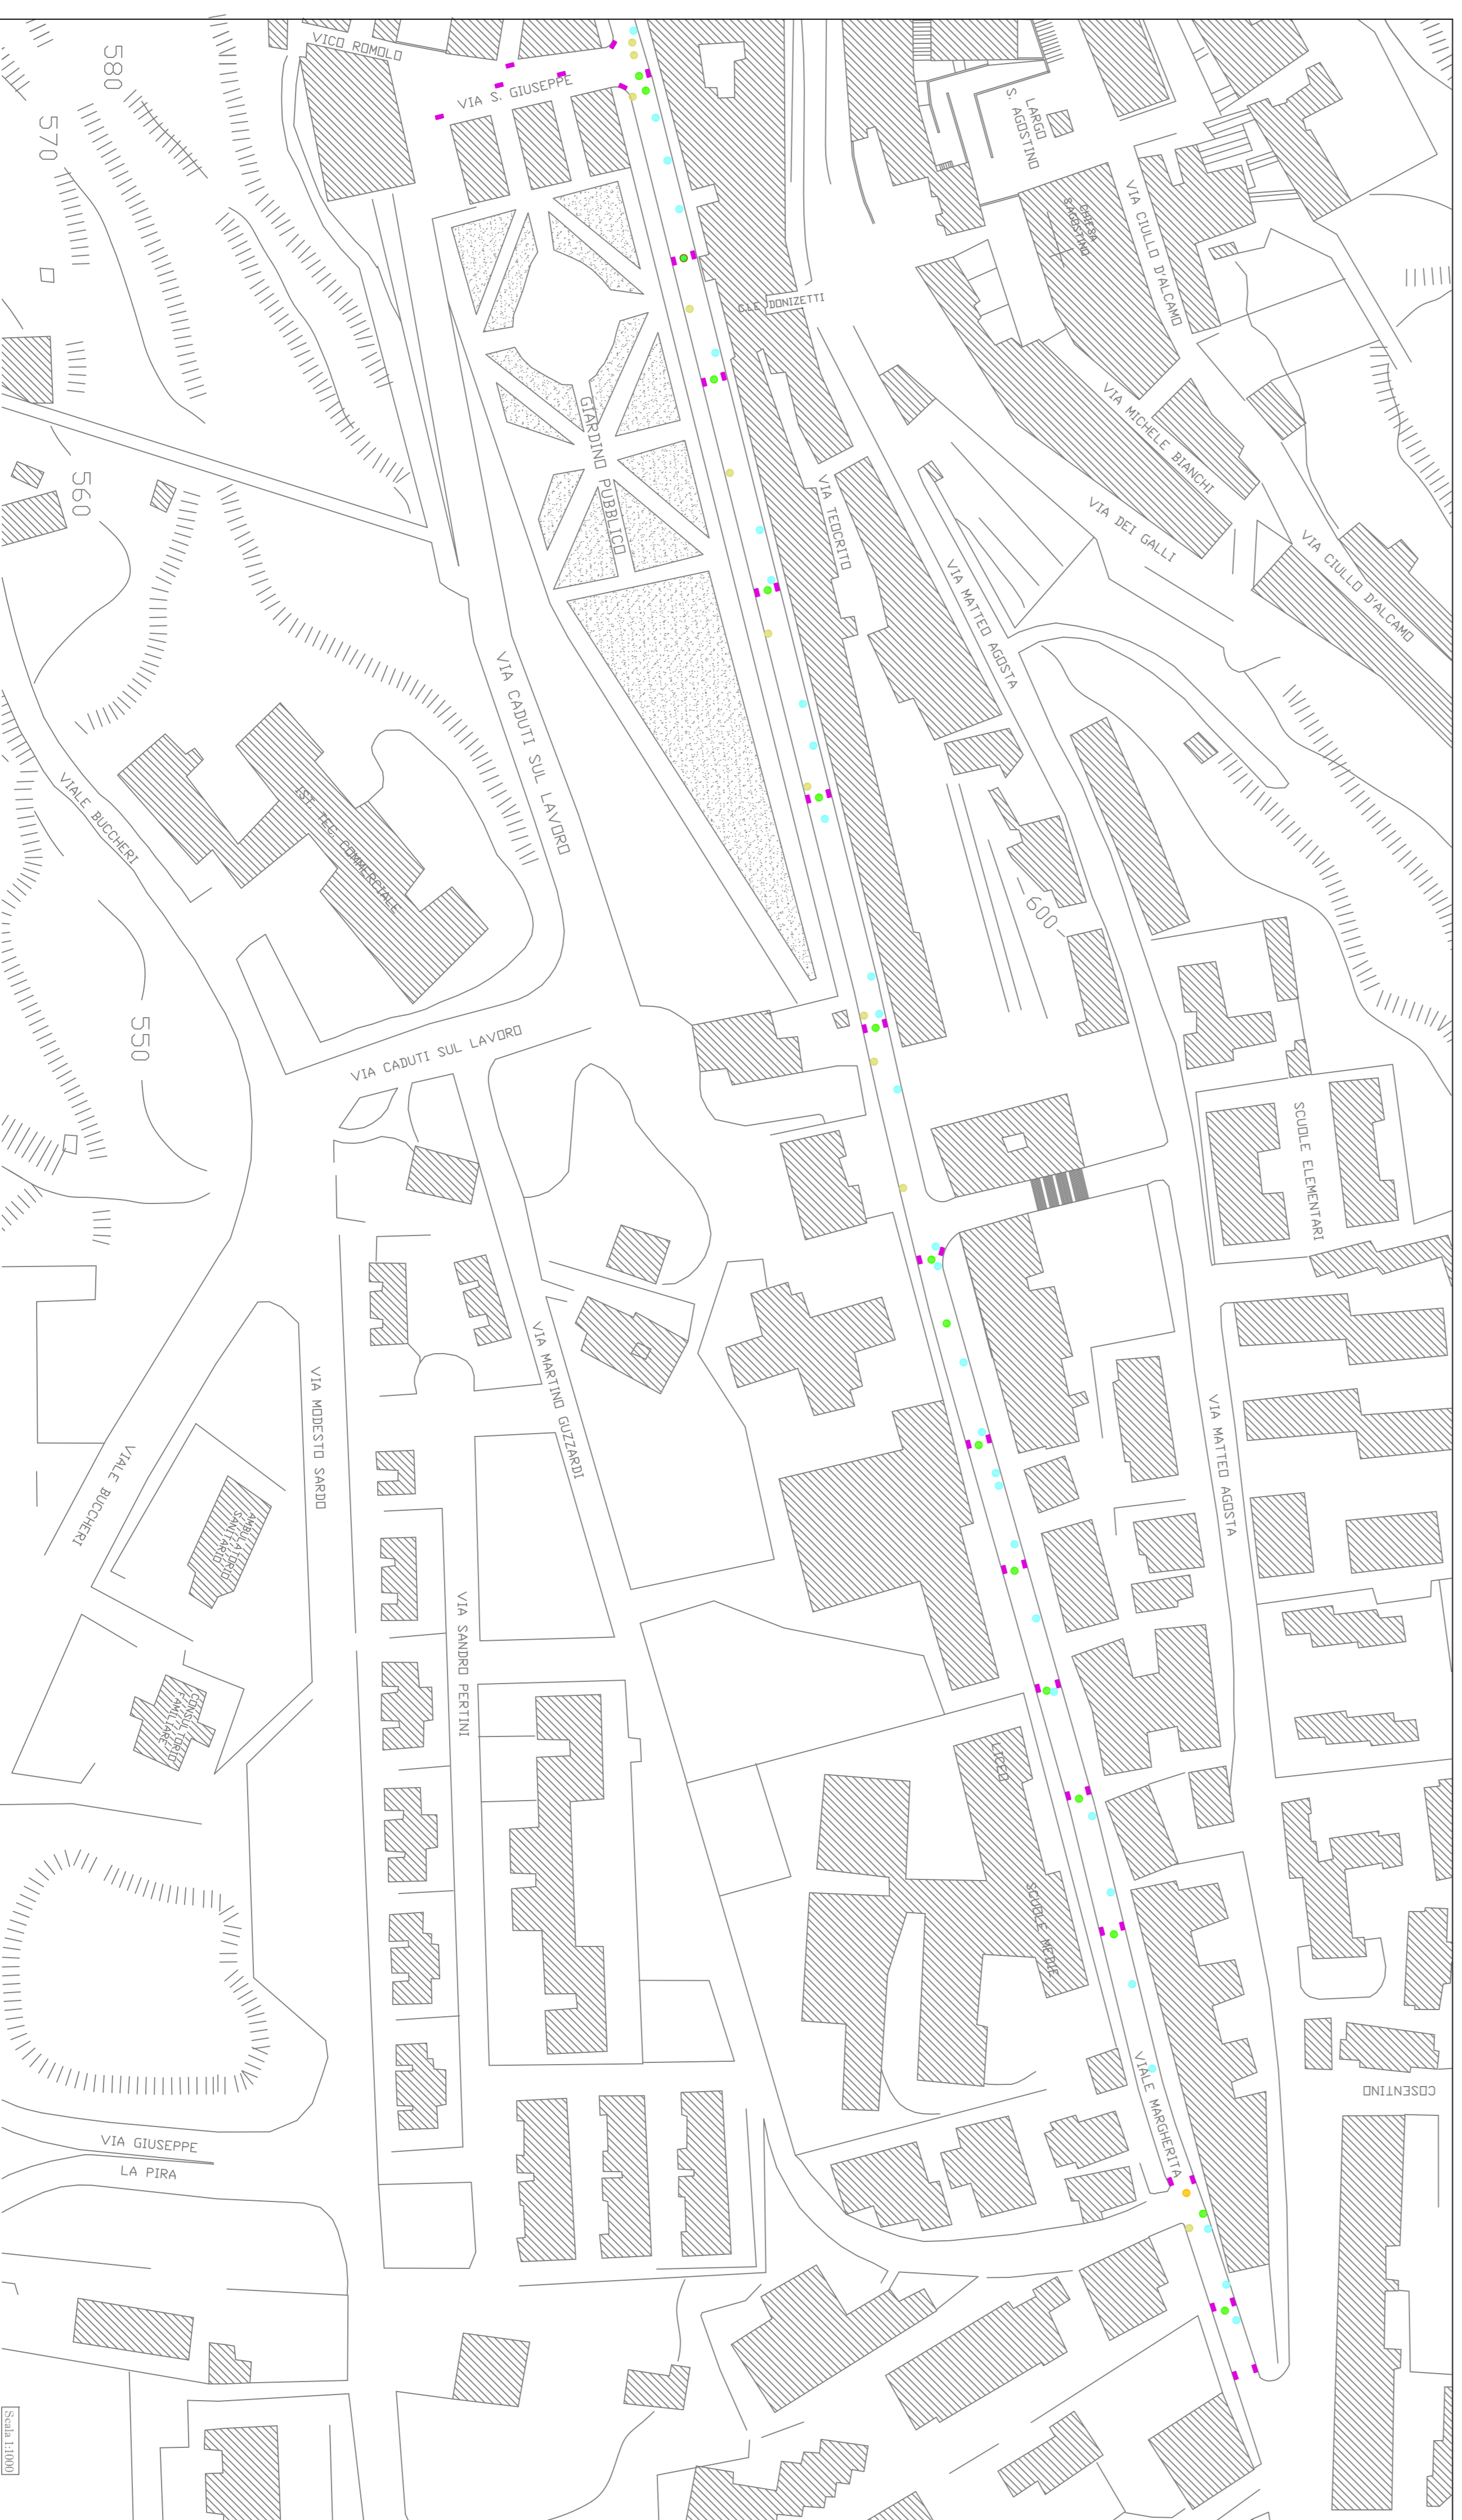 580
VICO ROMOLO
VIA S. GIUSEPPE
570
LARGO
S. AGOSTINO
CHIESA
S.AGOSTINO
VIA CIULLO D'ALCAMO
C.LE DONIZETTI
GIARDINO PUBBLICO
VIA TEOCRITO
VIA MICHELE BIANCHI
VIA DEI GALLI
VIA CIULLO D'ALCAMO
560
VIA MATTEO AGOSTA
VIA CADUTI SUL LAVORO
VIALE BUCCHERI
IST. TEC. COMMERCIALE
600
550
VIA CADUTI SUL LAVORO
SCUOLE ELEMENTARI
VIA MODESTO SARDO
VIA MARTINO GUZZARDI
VIA MATTEO AGOSTA
VIALE BUCCHERI
AMBULATORIO
SANITARIO
VIA SANDRO PERTINI
CONSULTORIO
FAMILIARE
LICEO
SCUOLE MEDIE
VIALE MARGHERITA
COSENTINO
VIA GIUSEPPE
LA PIRA
Scala 1:1000